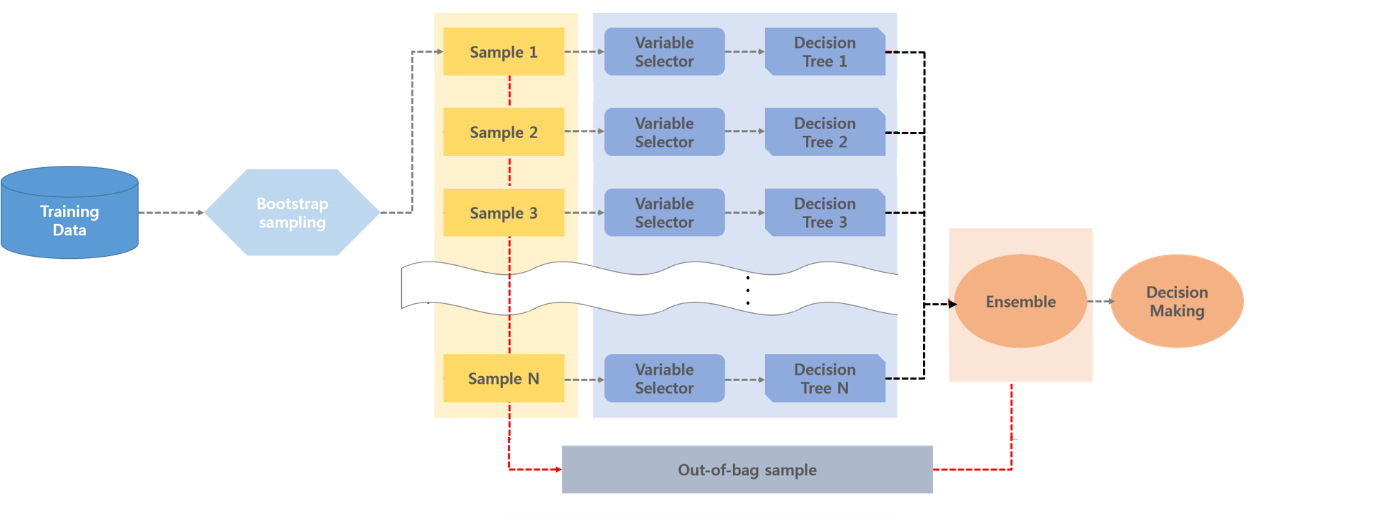 Training
Data
Bootstrap
sampling
Sample 1
Variable
Selector
Decision
Tree 1
Sample 2
Variable
Selector
Decision
Tree 2
Sample 3
Variable
Selector
Decision
Tree 3
Sample N
Variable
Selector
Decision
Tree N
Ensemble
Decision
Making
Out-of-bag sample